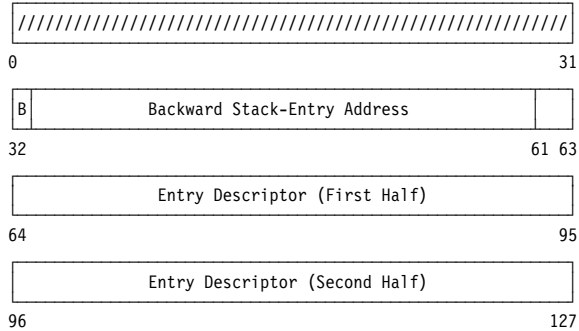 ////////////////////////////////////////////////////////////
0 31
B Backward Stack-Entry Address
32 61 63
Entry Descriptor (First Half)
64 95
Entry Descriptor (Second Half)
96 127